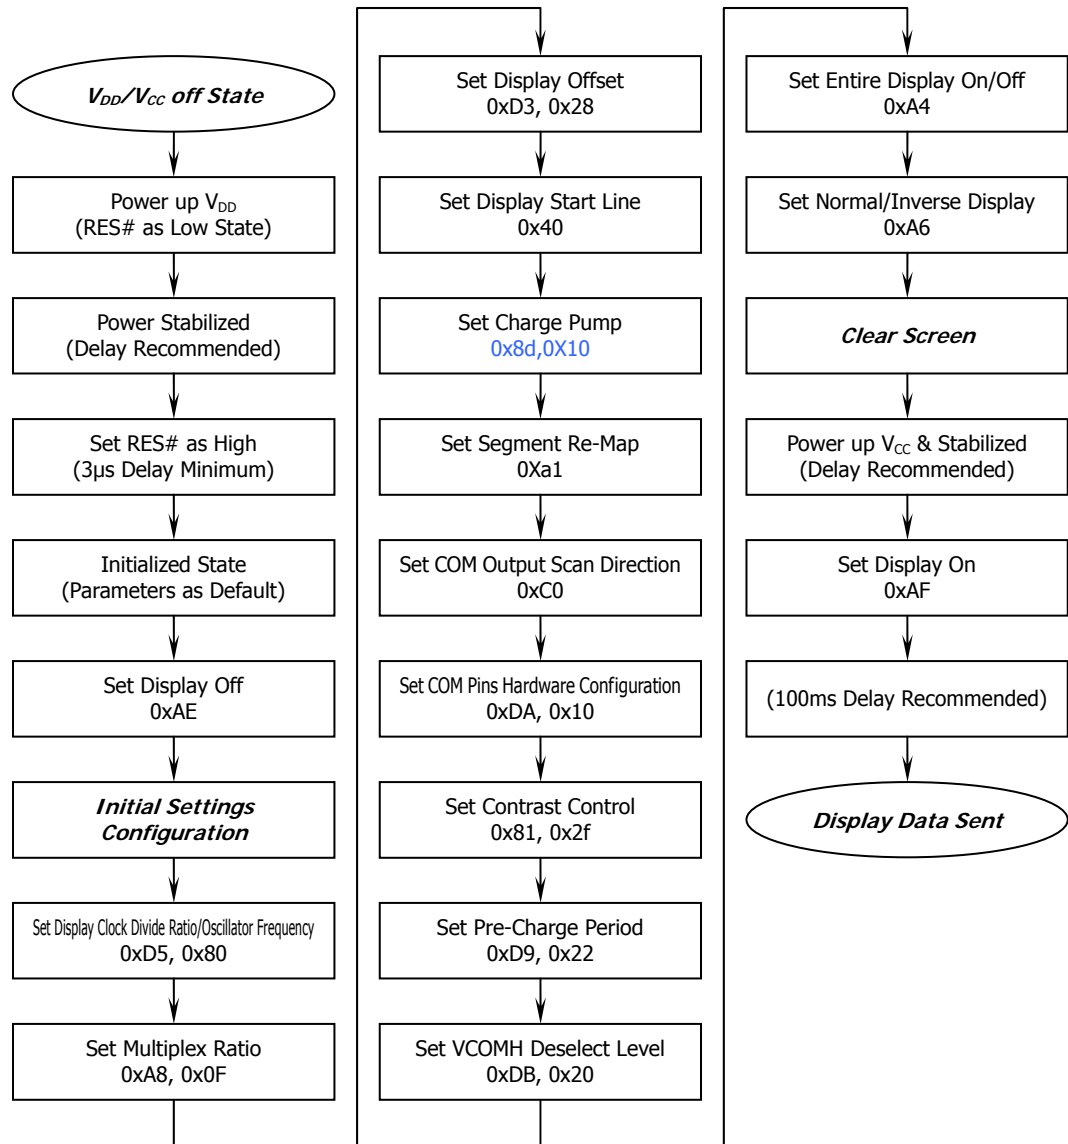 V_DD/V_CC off State
Power up V_DD
(RES# as Low State)
Power Stabilized
(Delay Recommended)
Set RES# as High
(3μs Delay Minimum)
Initialized State
(Parameters as Default)
Set Display Off
0xAE
Initial Settings
Configuration
Set Display Clock Divide Ratio/Oscillator Frequency
0xD5, 0x80
Set Multiplex Ratio
0xA8, 0x0F
Set Display Offset
0xD3, 0x28
Set Display Start Line
0x40
Set Charge Pump
0x8d,0X10
Set Segment Re-Map
0Xa1
Set COM Output Scan Direction
0xC0
Set COM Pins Hardware Configuration
0xDA, 0x10
Set Contrast Control
0x81, 0x2f
Set Pre-Charge Period
0xD9, 0x22
Set VCOMH Deselect Level
0xDB, 0x20
Set Entire Display On/Off
0xA4
Set Normal/Inverse Display
0xA6
Clear Screen
Power up V_CC & Stabilized
(Delay Recommended)
Set Display On
0xAF
(100ms Delay Recommended)
Display Data Sent